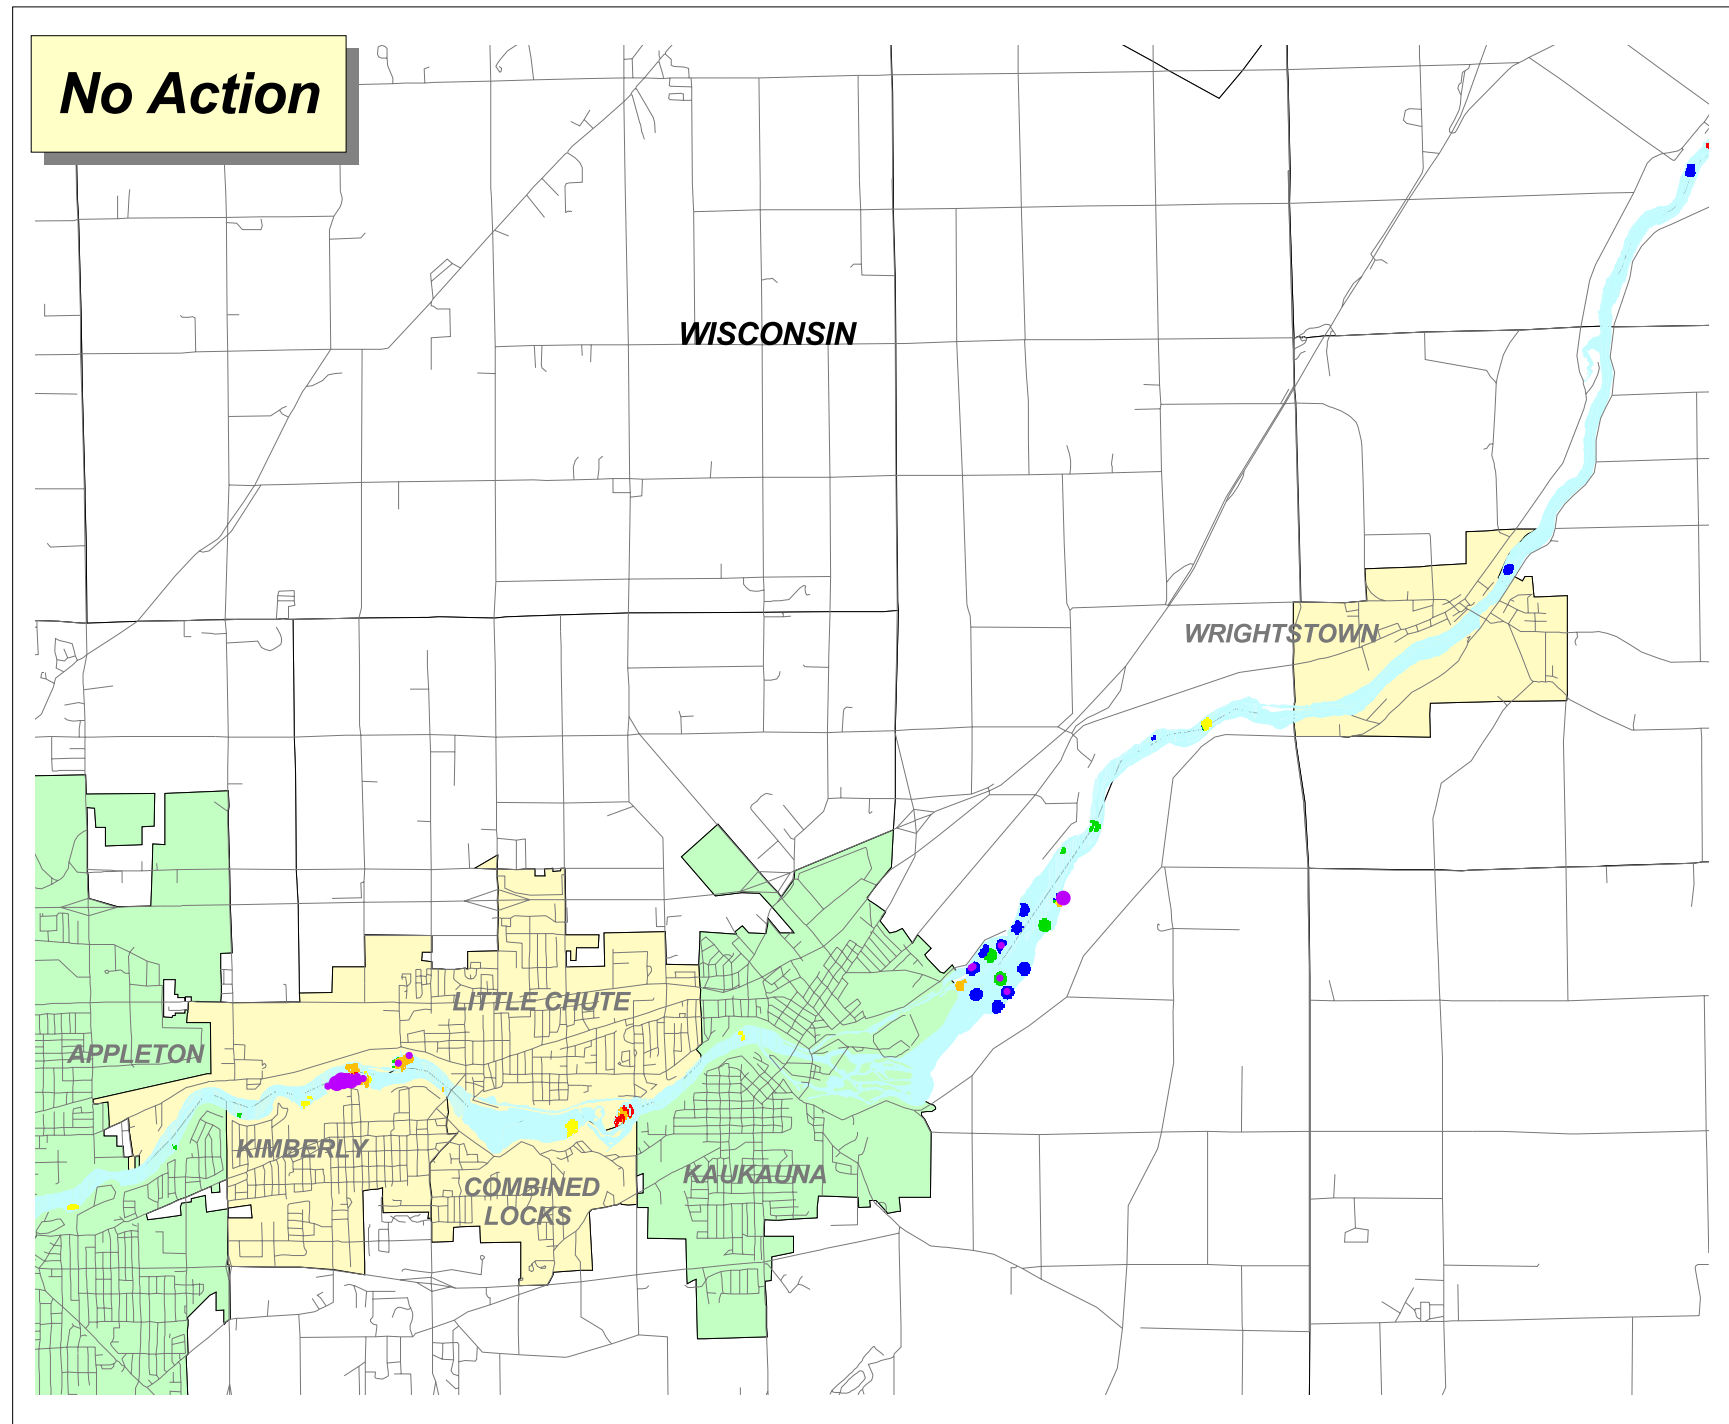 No Action
WISCONSIN
WRIGHTSTOWN
LITTLE CHUTE
APPLETON
KIMBERLY
KAUKAUNA
COMBINED
LOCKS